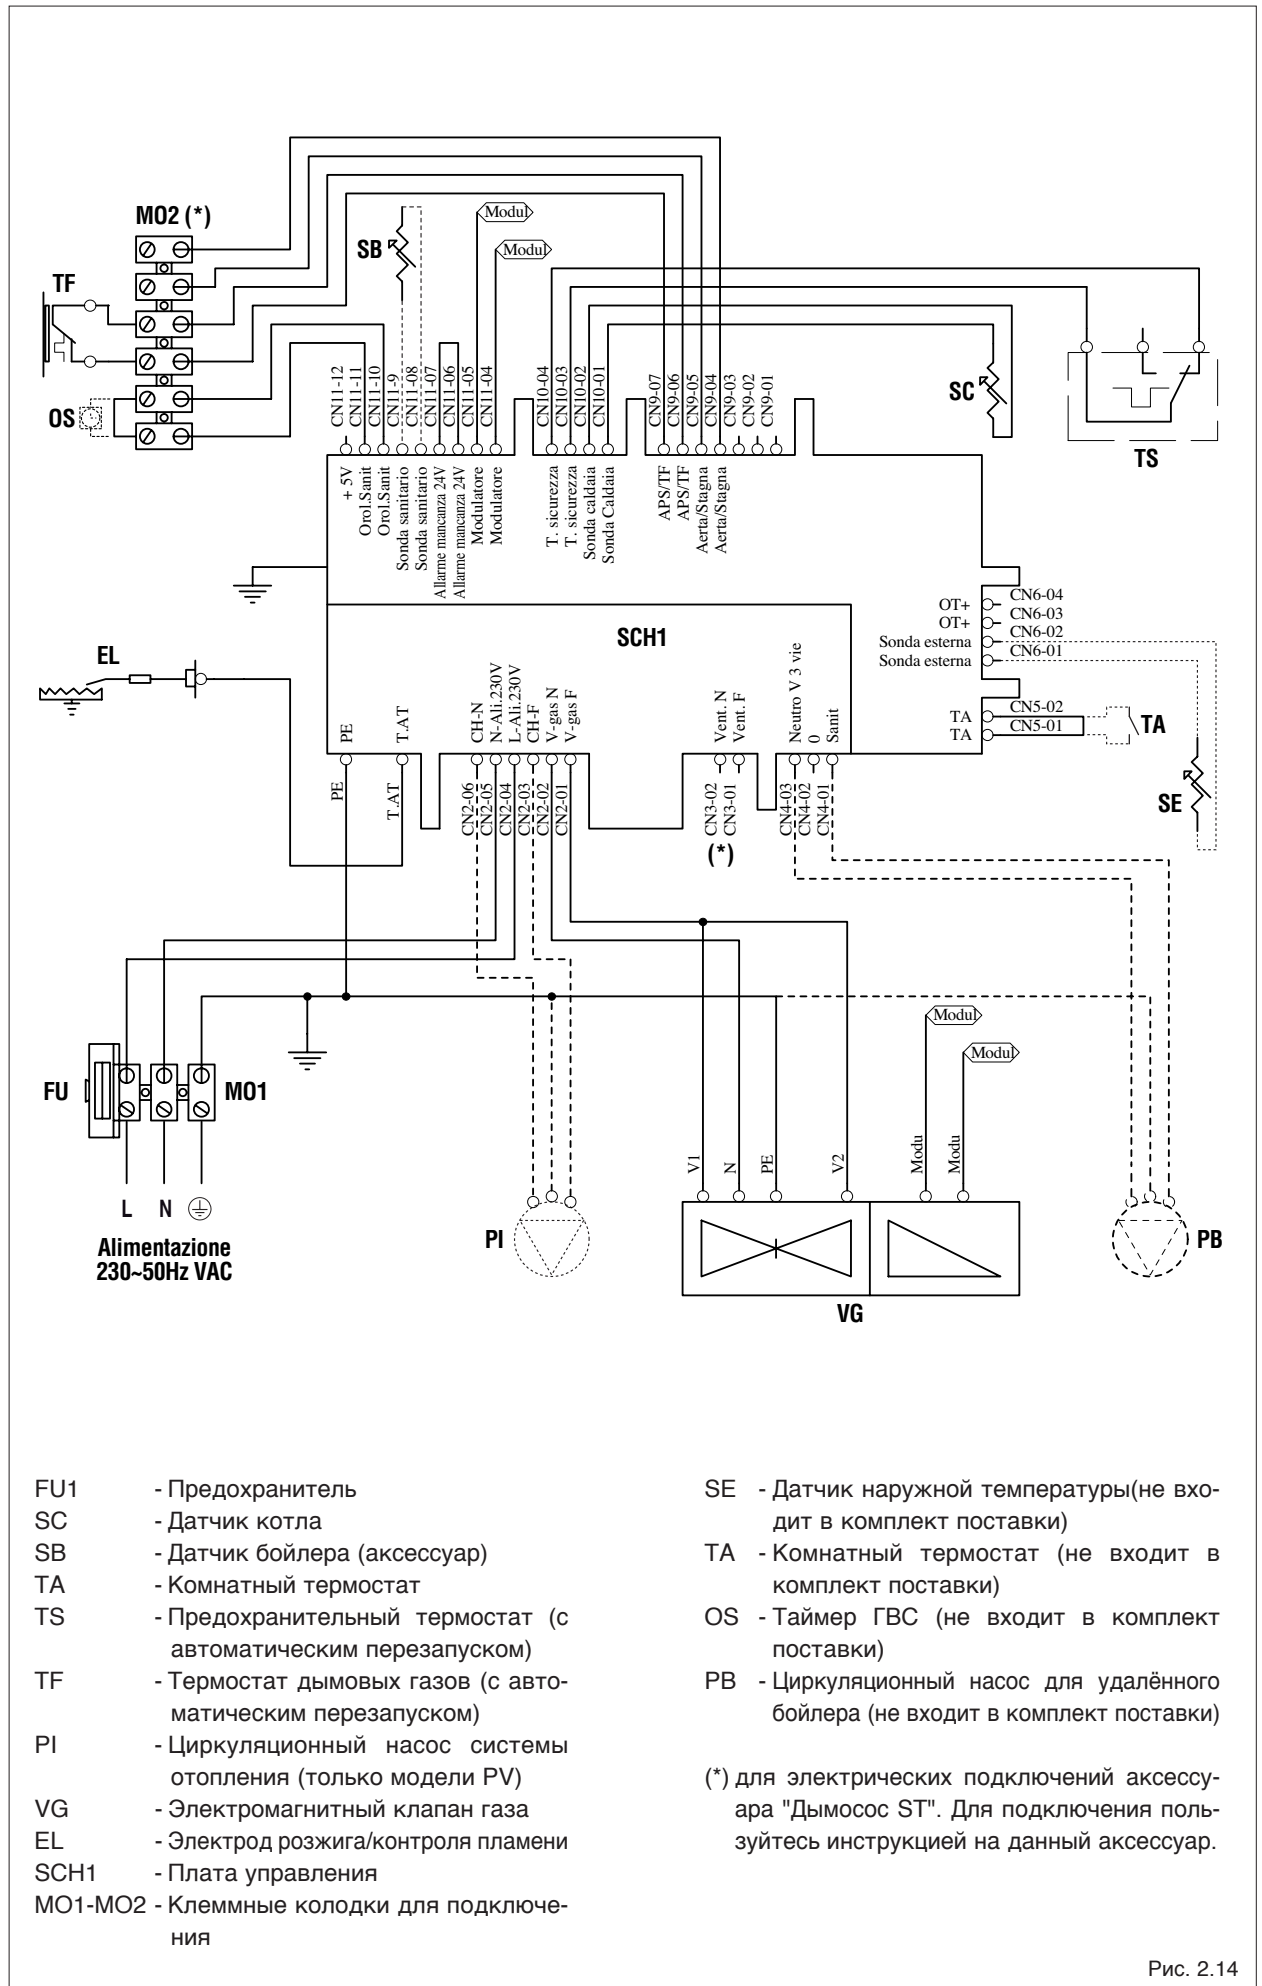 MO2 (*)
TF
OS
SB
Modul
Modul
SC
TS
CN11-12
CN11-11
CN11-10
CN11-9
CN11-08
CN11-07
CN11-06
CN11-05
CN11-04
CN10-04
CN10-03
CN10-02
CN10-01
CN9-07
CN9-06
CN9-05
CN9-04
CN9-03
CN9-02
CN9-01
+ 5V
Orol.Sanit
Orol.Sanit
Sonda sanitario
Sonda sanitario
Allarme mancanza 24V
Allarme mancanza 24V
Modulatore
Modulatore
T. sicurezza
T. sicurezza
Sonda caldaia
Sonda Caldaia
APS/TF
APS/TF
Aerta/Stagna
Aerta/Stagna
OT+
CN6-04
OT+
CN6-03
Sonda esterna
CN6-02
Sonda esterna
CN6-01
TA
CN5-02
TA
CN5-01
TA
SE
SCH1
EL
PE
T.AT
CH-N
N-Ali.230V
L-Ali.230V
CH-F
V-gas N
V-gas F
Vent. N
Vent. F
Neutro V 3 vie
0
Sanit
PE
T.AT
CN2-06
CN2-05
CN2-04
CN2-03
CN2-02
CN2-01
CN3-02
CN3-01
(*)
CN4-03
CN4-02
CN4-01
FU
MO1
L N
Alimentazione
230~50Hz VAC
PI
V1
N
PE
V2
Modul
Modul
Modu
Modu
VG
PB
FU1 - Предохранитель
SC - Датчик котла
SB - Датчик бойлера (аксессуар)
TA - Комнатный термостат
TS - Предохранительный термостат (с
автоматическим перезапуском)
TF - Термостат дымовых газов (с авто-
матическим перезапуском)
PI - Циркуляционный насос системы
отопления (только модели PV)
VG - Электромагнитный клапан газа
EL - Электрод розжига/контроля пламени
SCH1 - Плата управления
MO1-MO2 - Клеммные колодки для подключе-
ния
SE - Датчик наружной температуры(не вхо-
дит в комплект поставки)
TA - Комнатный термостат (не входит в
комплект поставки)
OS - Таймер ГВС (не входит в комплект
поставки)
PB - Циркуляционный насос для удалённого
бойлера (не входит в комплект поставки)
(*) для электрических подключений аксессу-
ара "Дымосос ST". Для подключения поль-
зуйтесь инструкцией на данный аксессуар.
Рис. 2.14